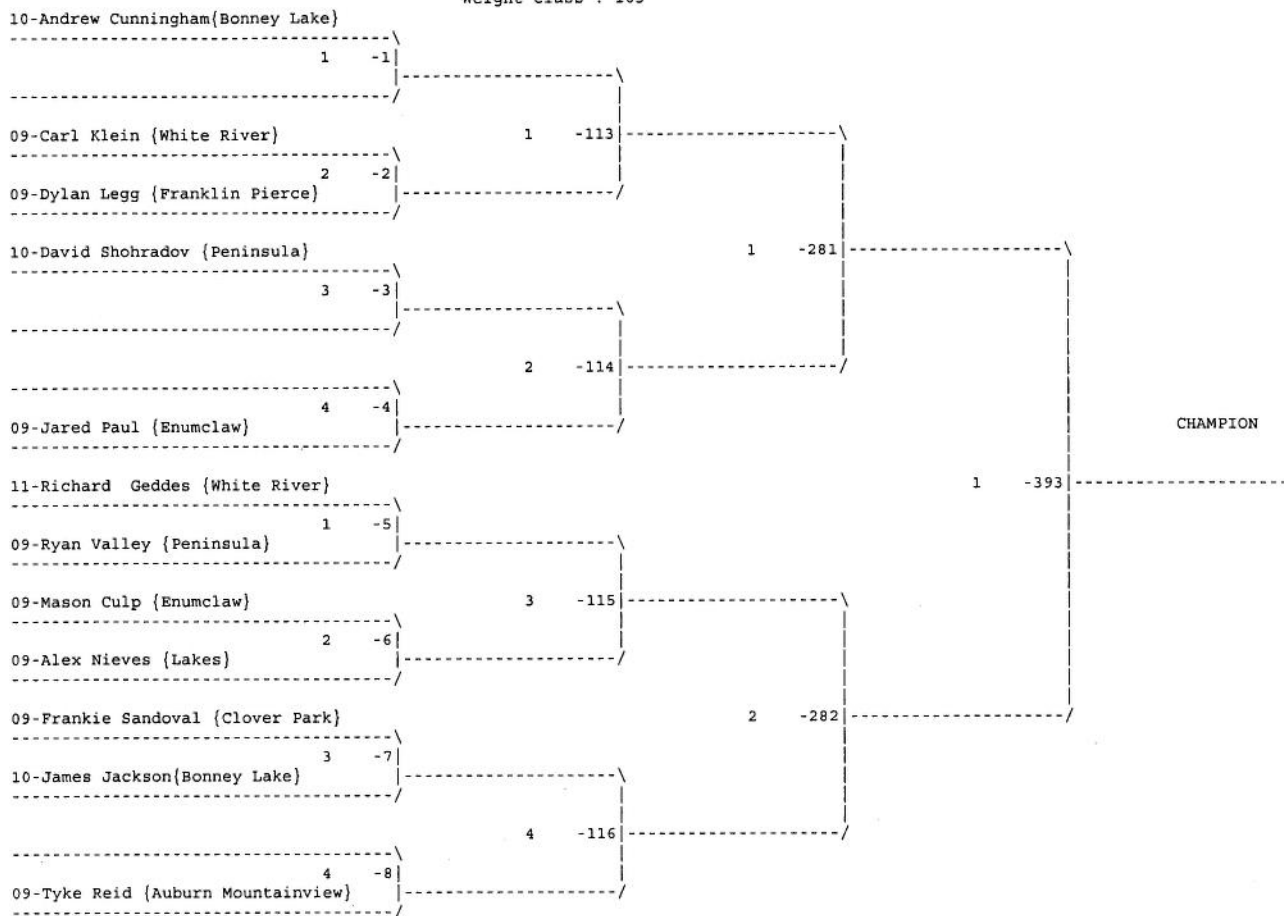 10-Andrew Cunningham{Bonney Lake}
1 -1
09-Carl Klein {White River}
1 -113
2 -2
09-Dylan Legg {Franklin Pierce}
10-David Shohradov {Peninsula}
1 -281
3 -3
2 -114
4 -4
09-Jared Paul {Enumclaw}
CHAMPION
11-Richard Geddes {White River}
1 -393
1 -5
09-Ryan Valley {Peninsula}
09-Mason Culp {Enumclaw}
3 -115
2 -6
09-Alex Nieves {Lakes}
09-Frankie Sandoval {Clover Park}
2 -282
3 -7
10-James Jackson{Bonney Lake}
4 -116
4 -8
09-Tyke Reid {Auburn Mountainview}